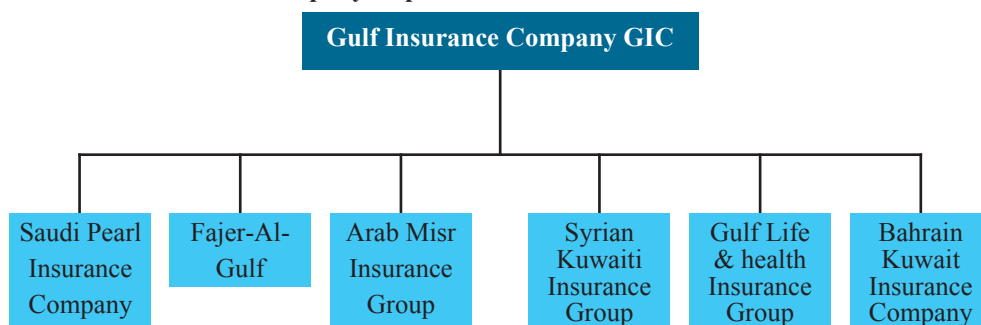 Gulf Insurance Company GIC
Saudi Pearl
Insurance
Company
Fajer-Al-
Gulf
Arab Misr
Insurance
Group
Syrian
Kuwaiti
Insurance
Group
Gulf Life
& health
Insurance
Group
Bahrain
Kuwait
Insurance
Company